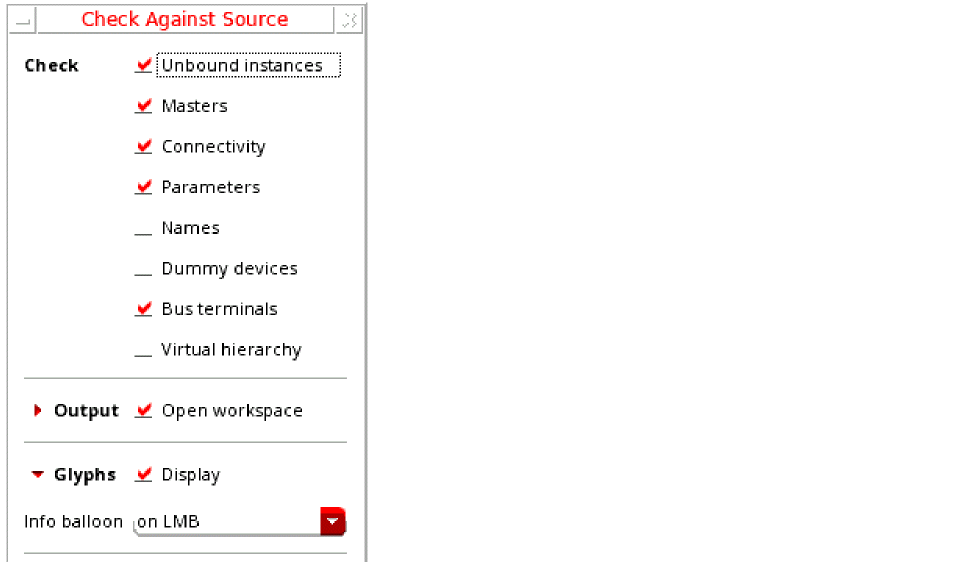 Check Against Source
Check Unbound instances
Masters
Connectivity
Parameters
Names
Dummy devices
Bus terminals
Virtual hierarchy
Output Open workspace
Glyphs Display
Info balloon on LMB